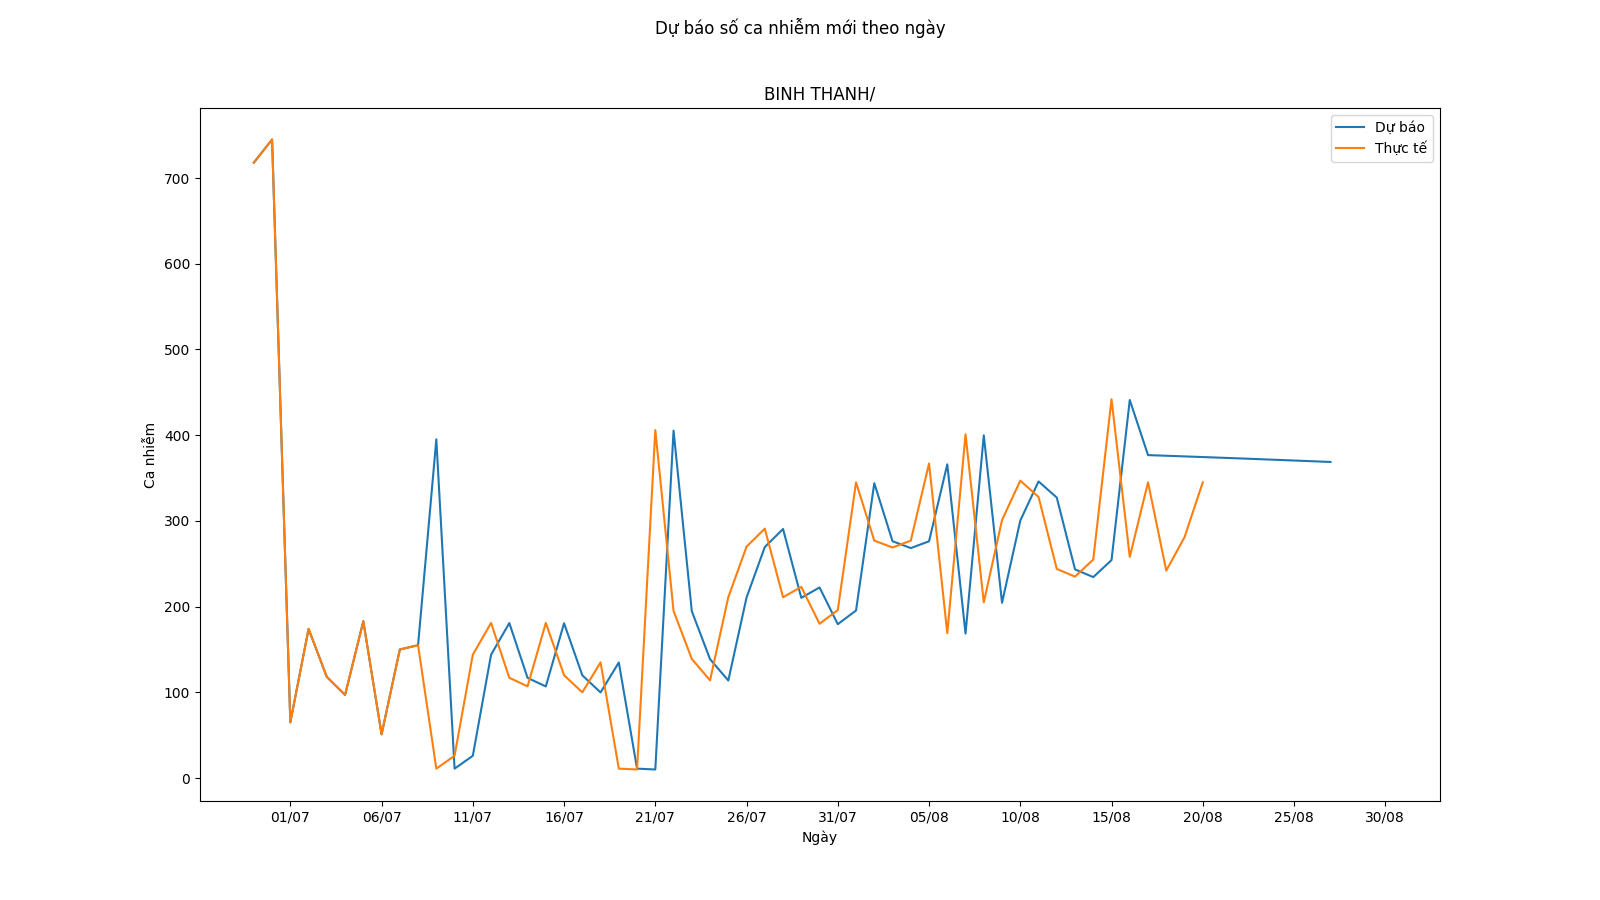 Dự báo số ca nhiễm mới theo ngày
BINH THANH/
Dự báo
Thực tế
700
600
500
400
300
200
100
0
Ca nhiễm
01/07 06/07 11/07 16/07 21/07 26/07 31/07 05/08 10/08 15/08 20/08 25/08 30/08
Ngày